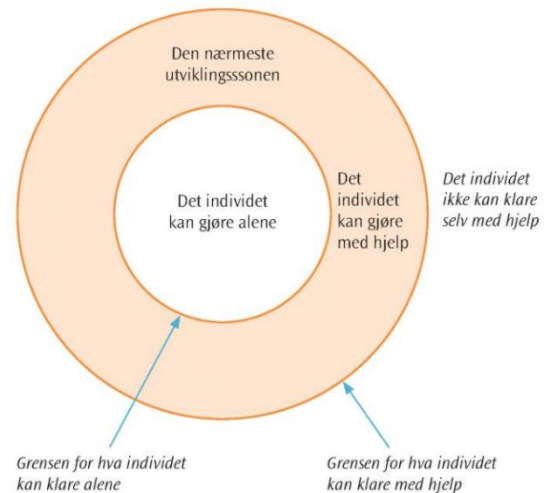 Den nærmeste
utviklingsssonen
Det individet
kan gjøre alene
Det
individet
kan gjøre
med hjelp
Det individet
ikke kan klare
selv med hjelp
Grensen for hva individet
kan klare alene
Grensen for hva individet
kan klare med hjelp